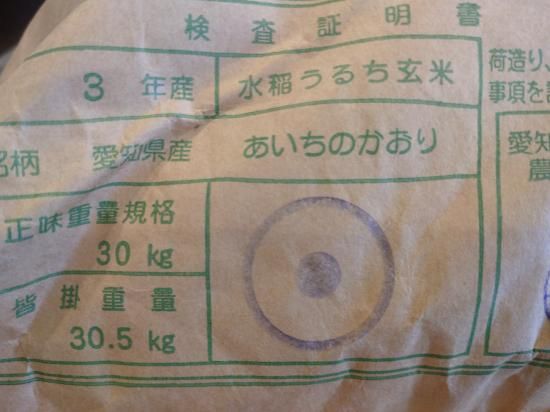 検査証明書
3 年産 水稲うるち玄米
銘柄 愛知県産 あいちのかおり
正味重量規格
30 kg
皆掛重量
30.5 kg
荷造り、
事項を
愛知
農